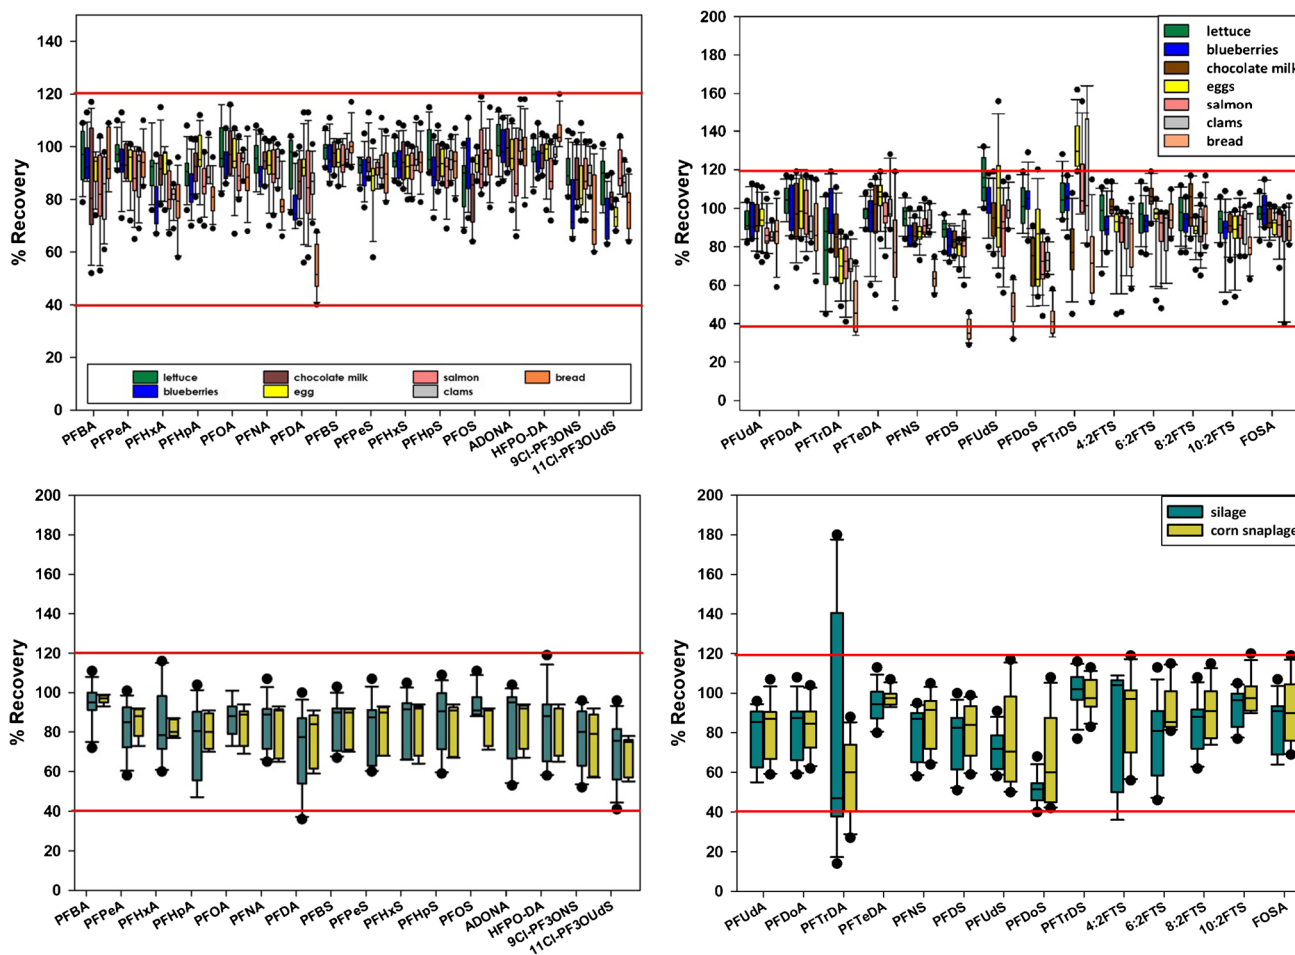 % Recovery
140
120
100
80
60
40
20
0
lettuce
chocolate milk
salmon
bread
blueberries
egg
clams
PFBA
PFPeA
PFHxA
PFHpA
PFOA
PFNA
PFDA
PFBS
PFPeS
PFHxS
PFHpS
PFOS
ADONA
HFPO-DA
9Cl-PF3ONS
11Cl-PF3OUdS
% Recovery
200
180
160
140
120
100
80
60
40
20
0
lettuce
blueberries
chocolate milk
eggs
salmon
clams
bread
PFUdA
PFDoA
PFTrDA
PFTeDA
PFNS
PFDS
PFUdS
PFDoS
PFTrDS
4:2FTS
6:2FTS
8:2FTS
10:2FTS
FOSA
% Recovery
200
180
160
140
120
100
80
60
40
20
0
PFBA
PFPeA
PFHxA
PFHpA
PFOA
PFNA
PFDA
PFBS
PFPeS
PFHxS
PFHpS
PFOS
ADONA
HFPO-DA
9Cl-PF3ONS
11Cl-PF3OUdS
% Recovery
200
180
160
140
120
100
80
60
40
20
0
silage
corn snaplage
PFUdA
PFDoA
PFTrDA
PFTeDA
PFNS
PFDS
PFUdS
PFDoS
PFTrDS
4:2FTS
6:2FTS
8:2FTS
10:2FTS
FOSA